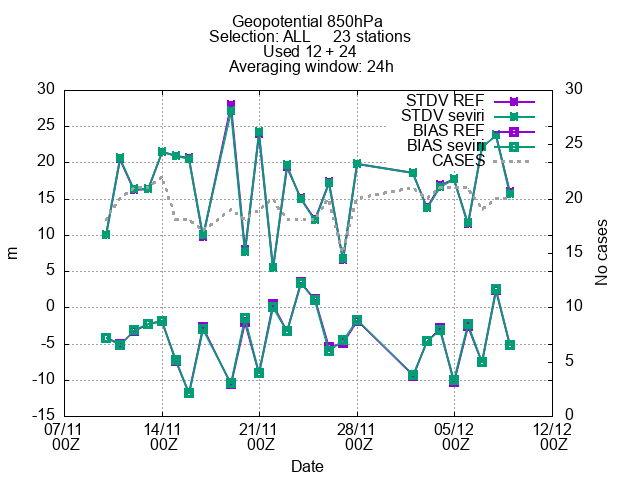 Geopotential 850hPa
Selection: ALL 23 stations
Used 12 + 24
Averaging window: 24h
STDV REF
STDV seviri
BIAS REF
BIAS seviri
CASES
30
25
20
15
10
5
0
-5
-10
-15
m
30
25
20
15
10
5
0
No cases
07/11 14/11 21/11 28/11 05/12 12/12
00Z 00Z 00Z 00Z 00Z 00Z
Date